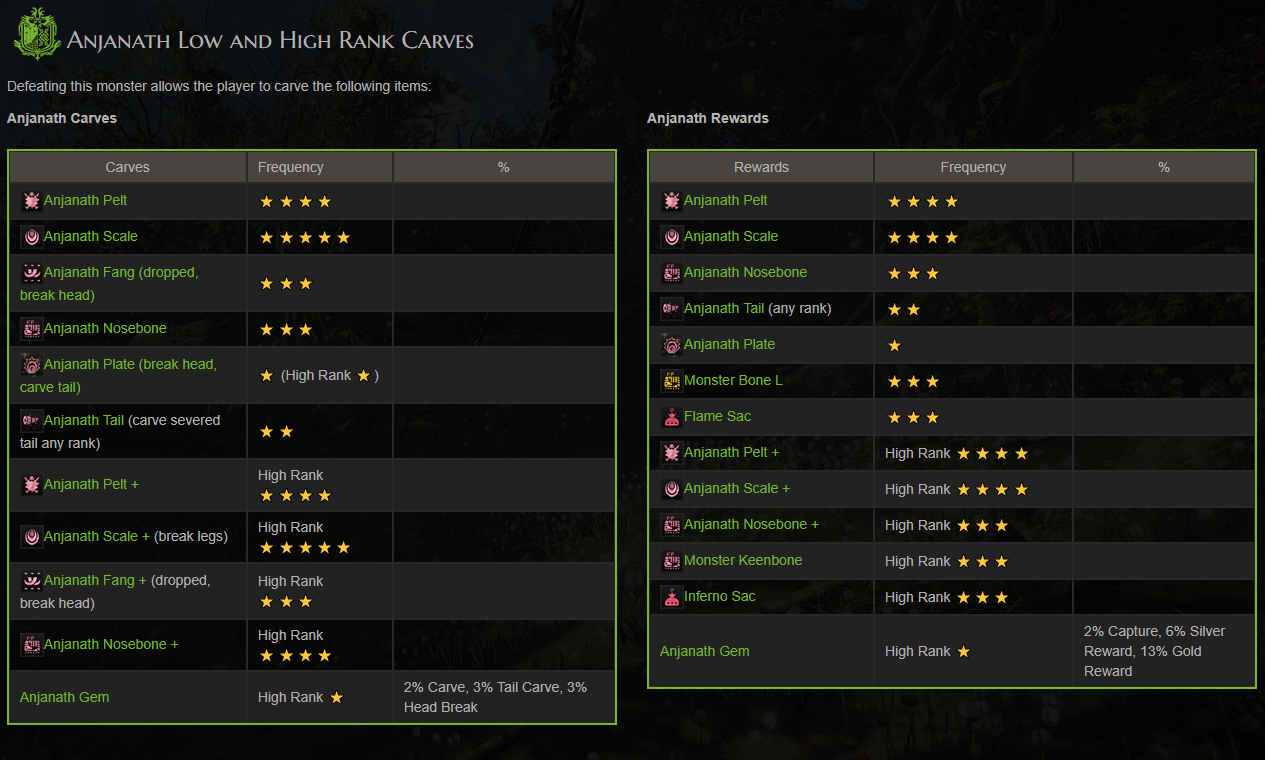 Anjanath Low and High Rank Carves
Defeating this monster allows the player to carve the following items:
Anjanath Carves
Carves Frequency %
Anjanath Pelt ★ ★ ★ ★
Anjanath Scale ★ ★ ★ ★ ★
Anjanath Fang (dropped,
break head) ★ ★ ★
Anjanath Nosebone ★ ★ ★
Anjanath Plate (break head,
carve tail) ★ (High Rank ★ )
Anjanath Tail (carve severed
tail any rank) ★ ★
Anjanath Pelt + High Rank
★ ★ ★ ★
Anjanath Scale + (break legs) High Rank
★ ★ ★ ★ ★
Anjanath Fang + (dropped,
break head) High Rank
★ ★ ★
Anjanath Nosebone + High Rank
★ ★ ★ ★
Anjanath Gem High Rank ★ 2% Carve, 3% Tail Carve, 3%
Head Break
Anjanath Rewards
Rewards Frequency %
Anjanath Pelt ★ ★ ★ ★
Anjanath Scale ★ ★ ★ ★
Anjanath Nosebone ★ ★ ★
Anjanath Tail (any rank) ★ ★
Anjanath Plate ★
Monster Bone L ★ ★ ★
Flame Sac ★ ★ ★
Anjanath Pelt + High Rank ★ ★ ★ ★
Anjanath Scale + High Rank ★ ★ ★ ★
Anjanath Nosebone + High Rank ★ ★ ★
Monster Keenbone High Rank ★ ★ ★
Inferno Sac High Rank ★ ★ ★
Anjanath Gem High Rank ★ 2% Capture, 6% Silver
Reward, 13% Gold
Reward